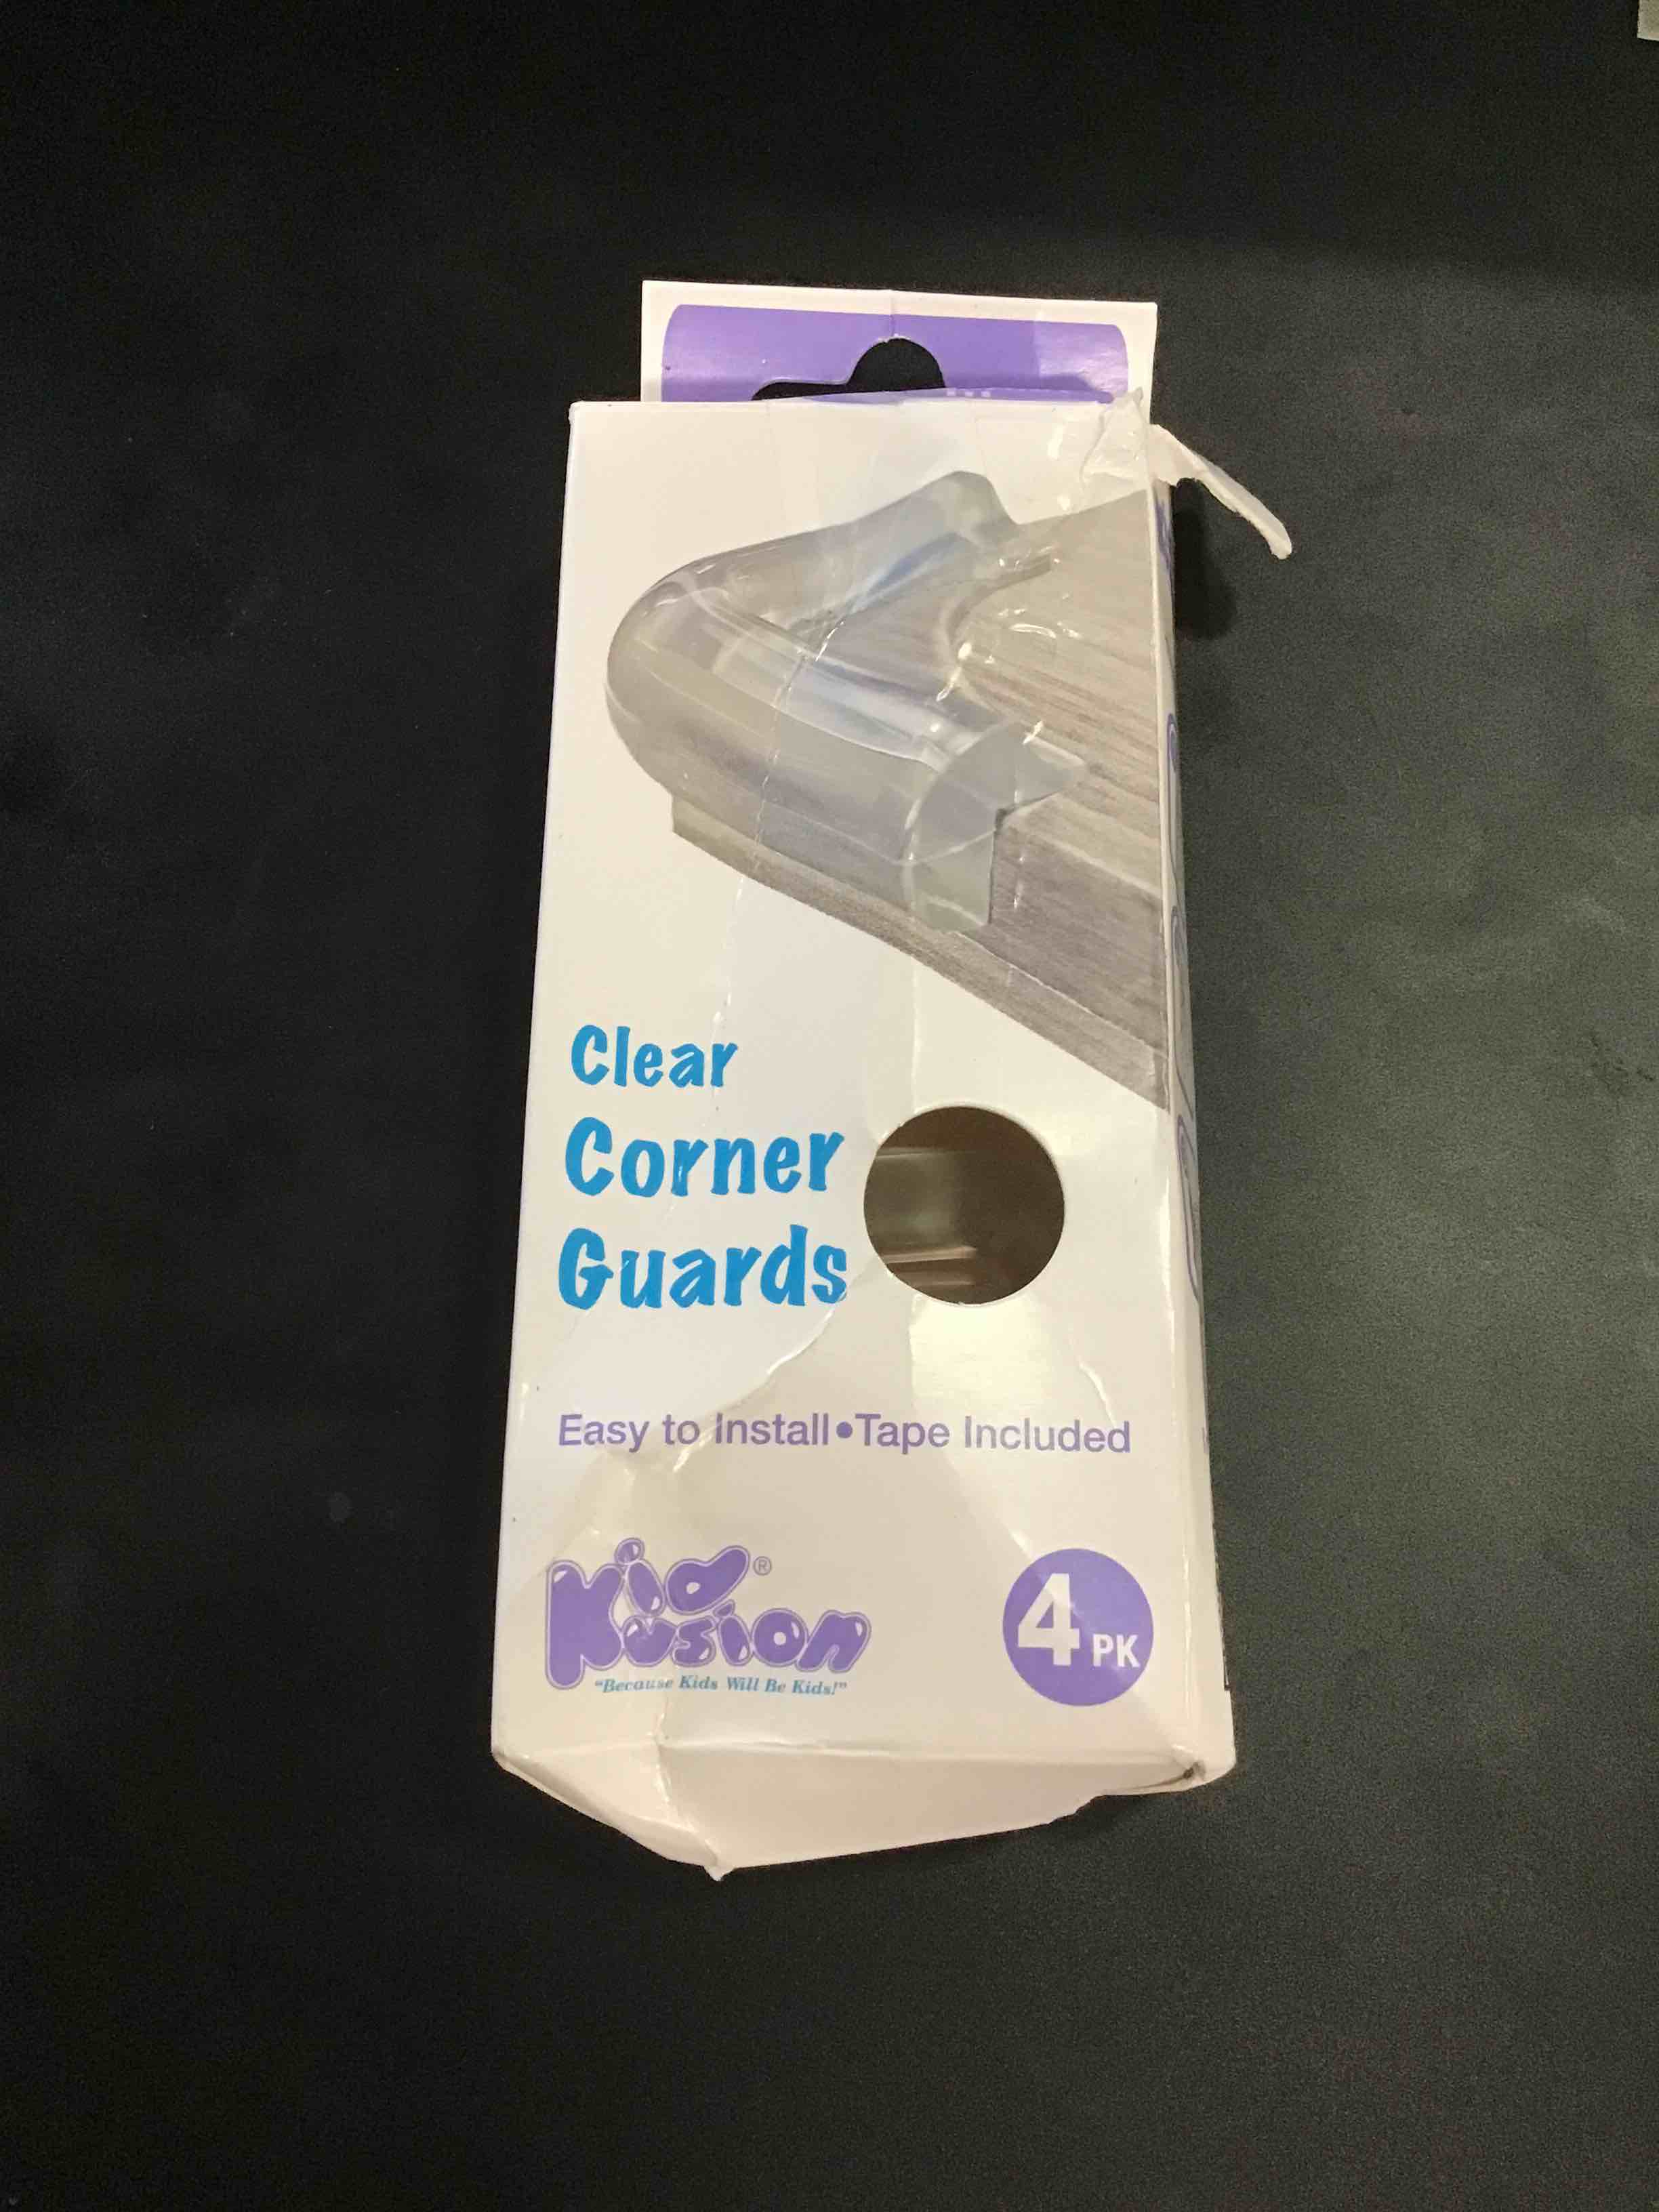 Clear
Corner
Guards
Easy to Install•Tape Included
Kid ®
Kusion
"Because Kids Will Be Kids!"
4 PK